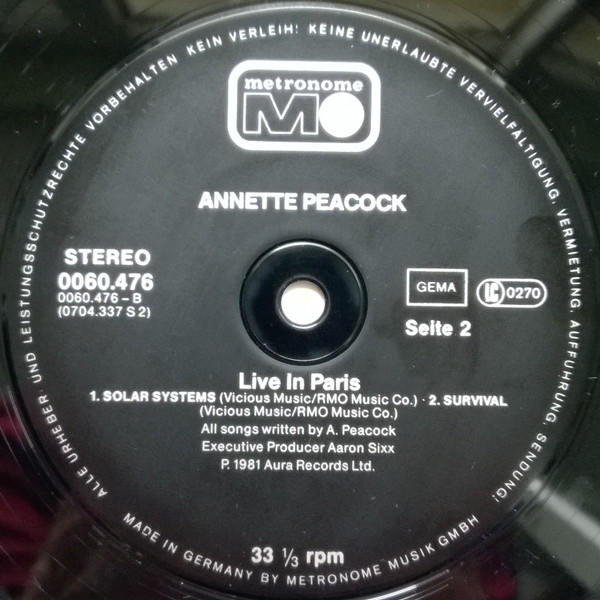 ALLE URHEBER- UND LEISTUNGSSCHUTZRECHTE VORBEHALTEN KEIN VERLEIH! KEINE UNERLAUBTE VERVIELFÄLTIGUNG, VERMIETUNG, AUFFÜHRUNG, SENDUNG!
metronome
MO
ANNETTE PEACOCK
STEREO
0060.476
0060.476 – B
(0704.337 S 2)
GEMA
LC 0270
Seite 2
Live In Paris
1. SOLAR SYSTEMS (Vicious Music/RMO Music Co.) · 2. SURVIVAL
(Vicious Music/RMO Music Co.)
All songs written by A. Peacock
Executive Producer Aaron Sixx
P. 1981 Aura Records Ltd.
33 ⅓ rpm
MADE IN GERMANY BY METRONOME MUSIK GMBH